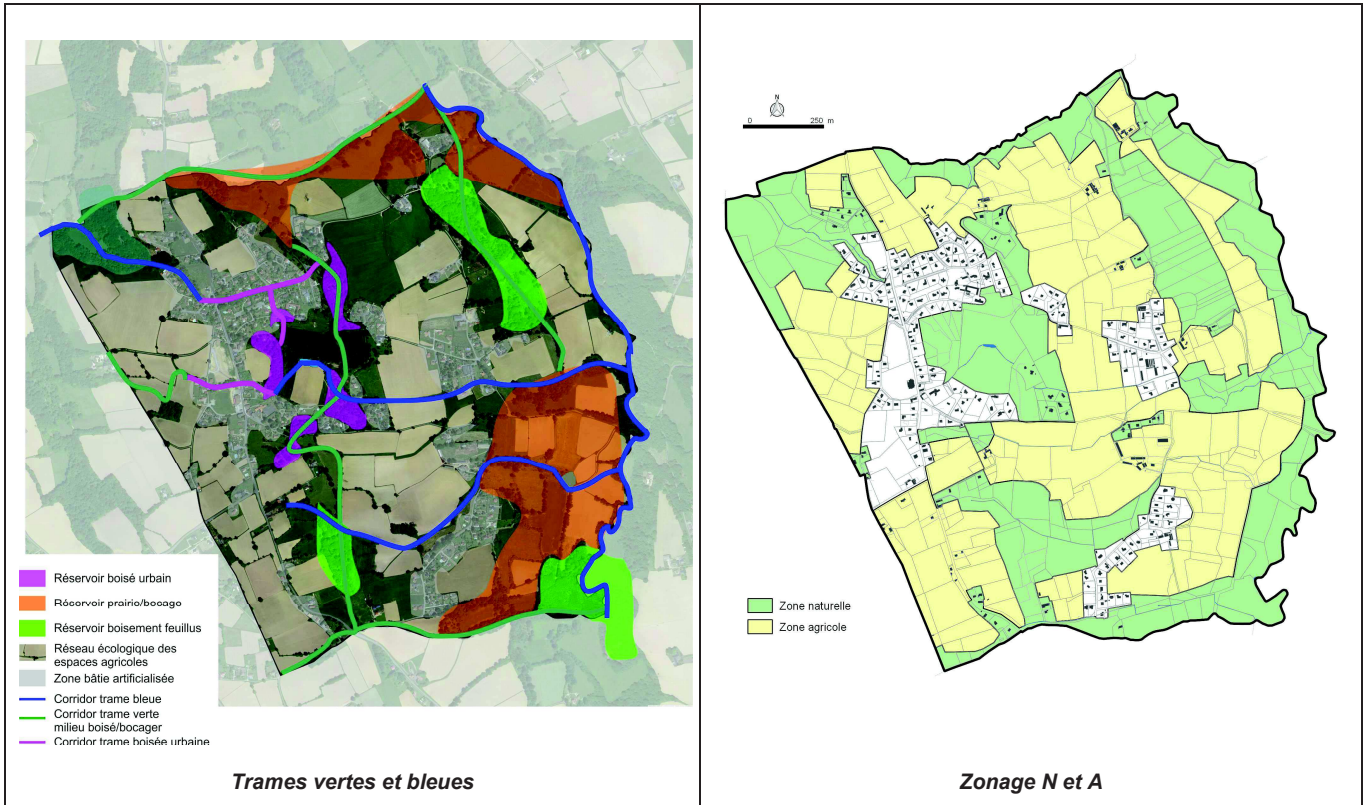 Réservoir boisé urbain
Réservoir prairie/bocage
Réservoir boisement feuillus
Réseau écologique des
espaces agricoles
Zone bâtie artificialisée
Corridor trame bleue
Corridor trame verte
milieu boisé/bocager
Corridor trame boisée urbaine
Trames vertes et bleues
N
0 250 m
Zone naturelle
Zone agricole
Zonage N et A